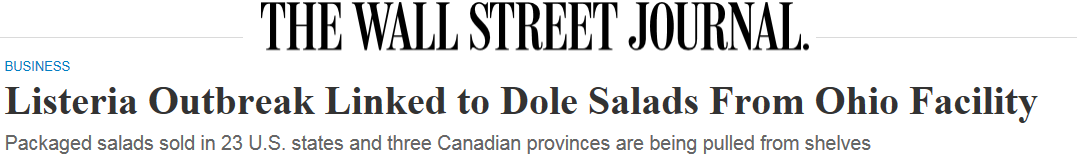 THE WALL STREET JOURNAL.
BUSINESS
Listeria Outbreak Linked to Dole Salads From Ohio Facility
Packaged salads sold in 23 U.S. states and three Canadian provinces are being pulled from shelves